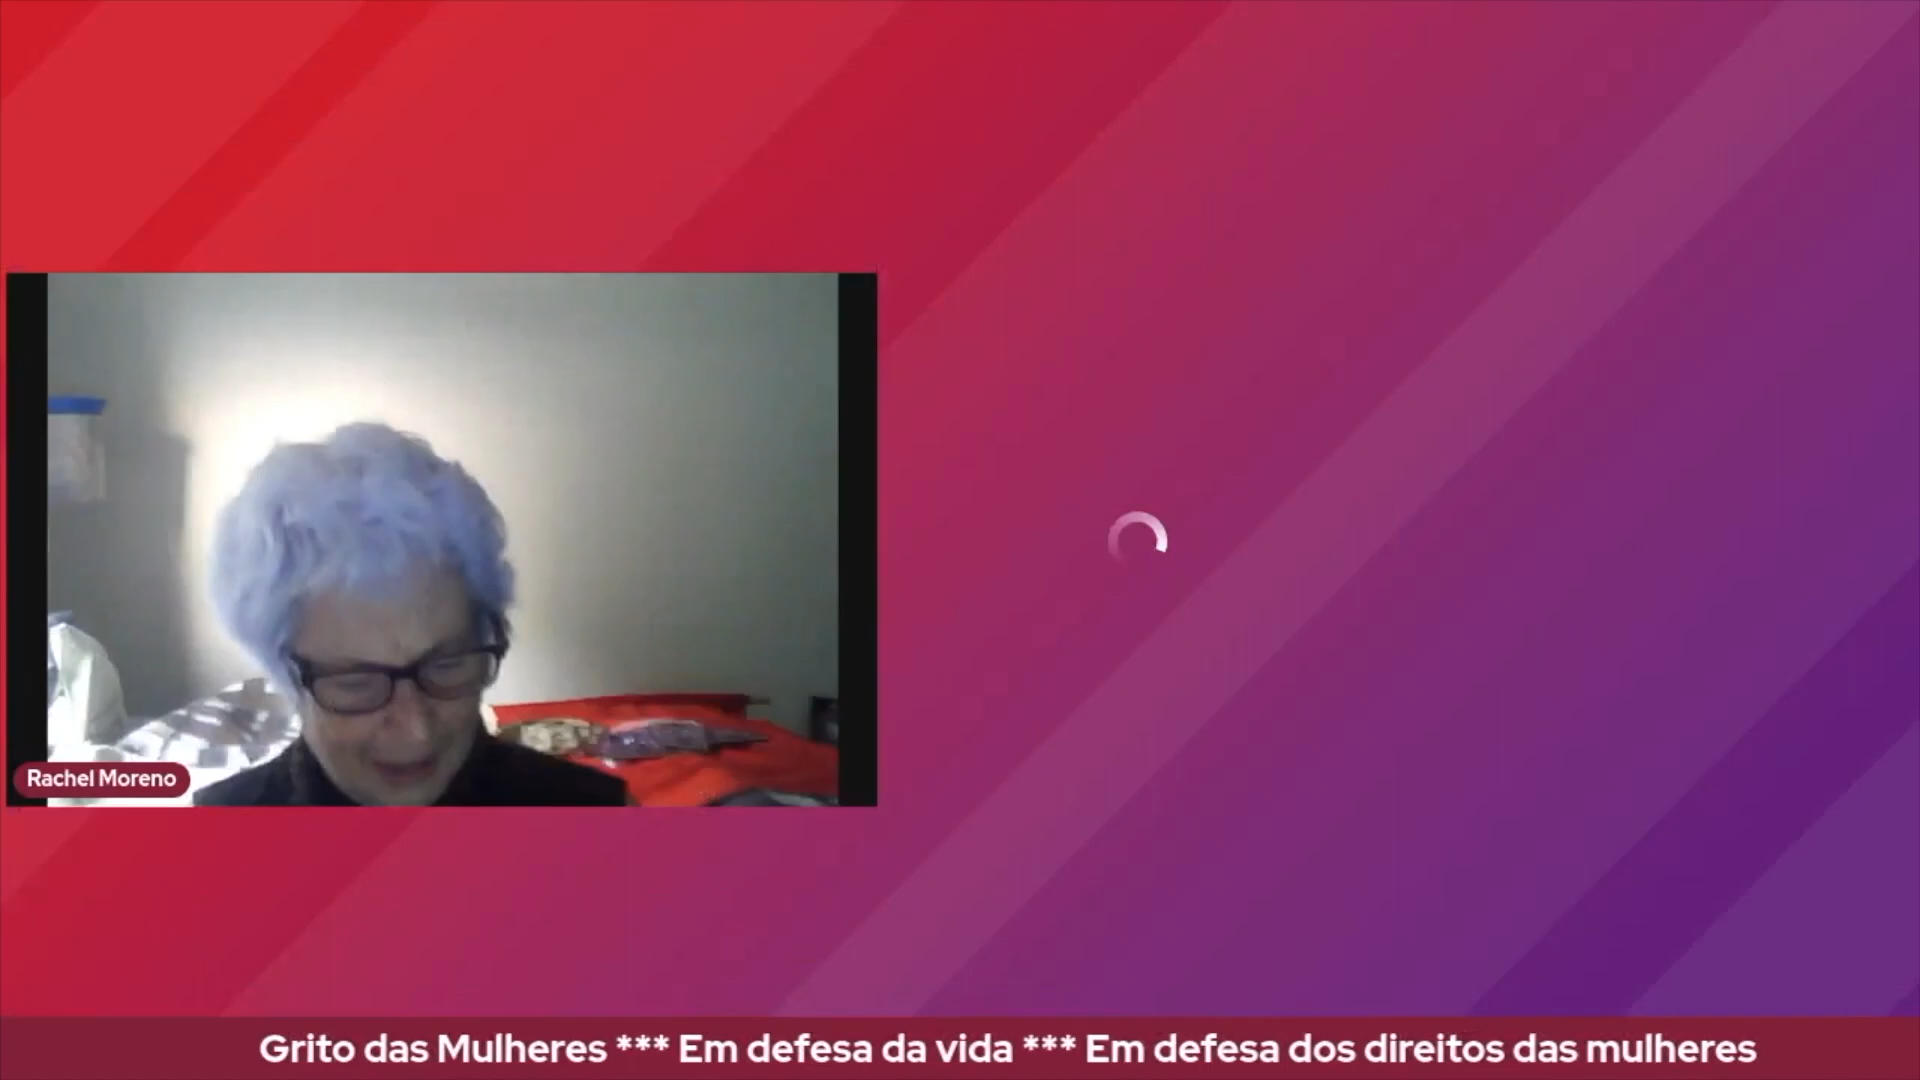 Rachel Moreno
Grito das Mulheres *** Em defesa da vida *** Em defesa dos direitos das mulheres